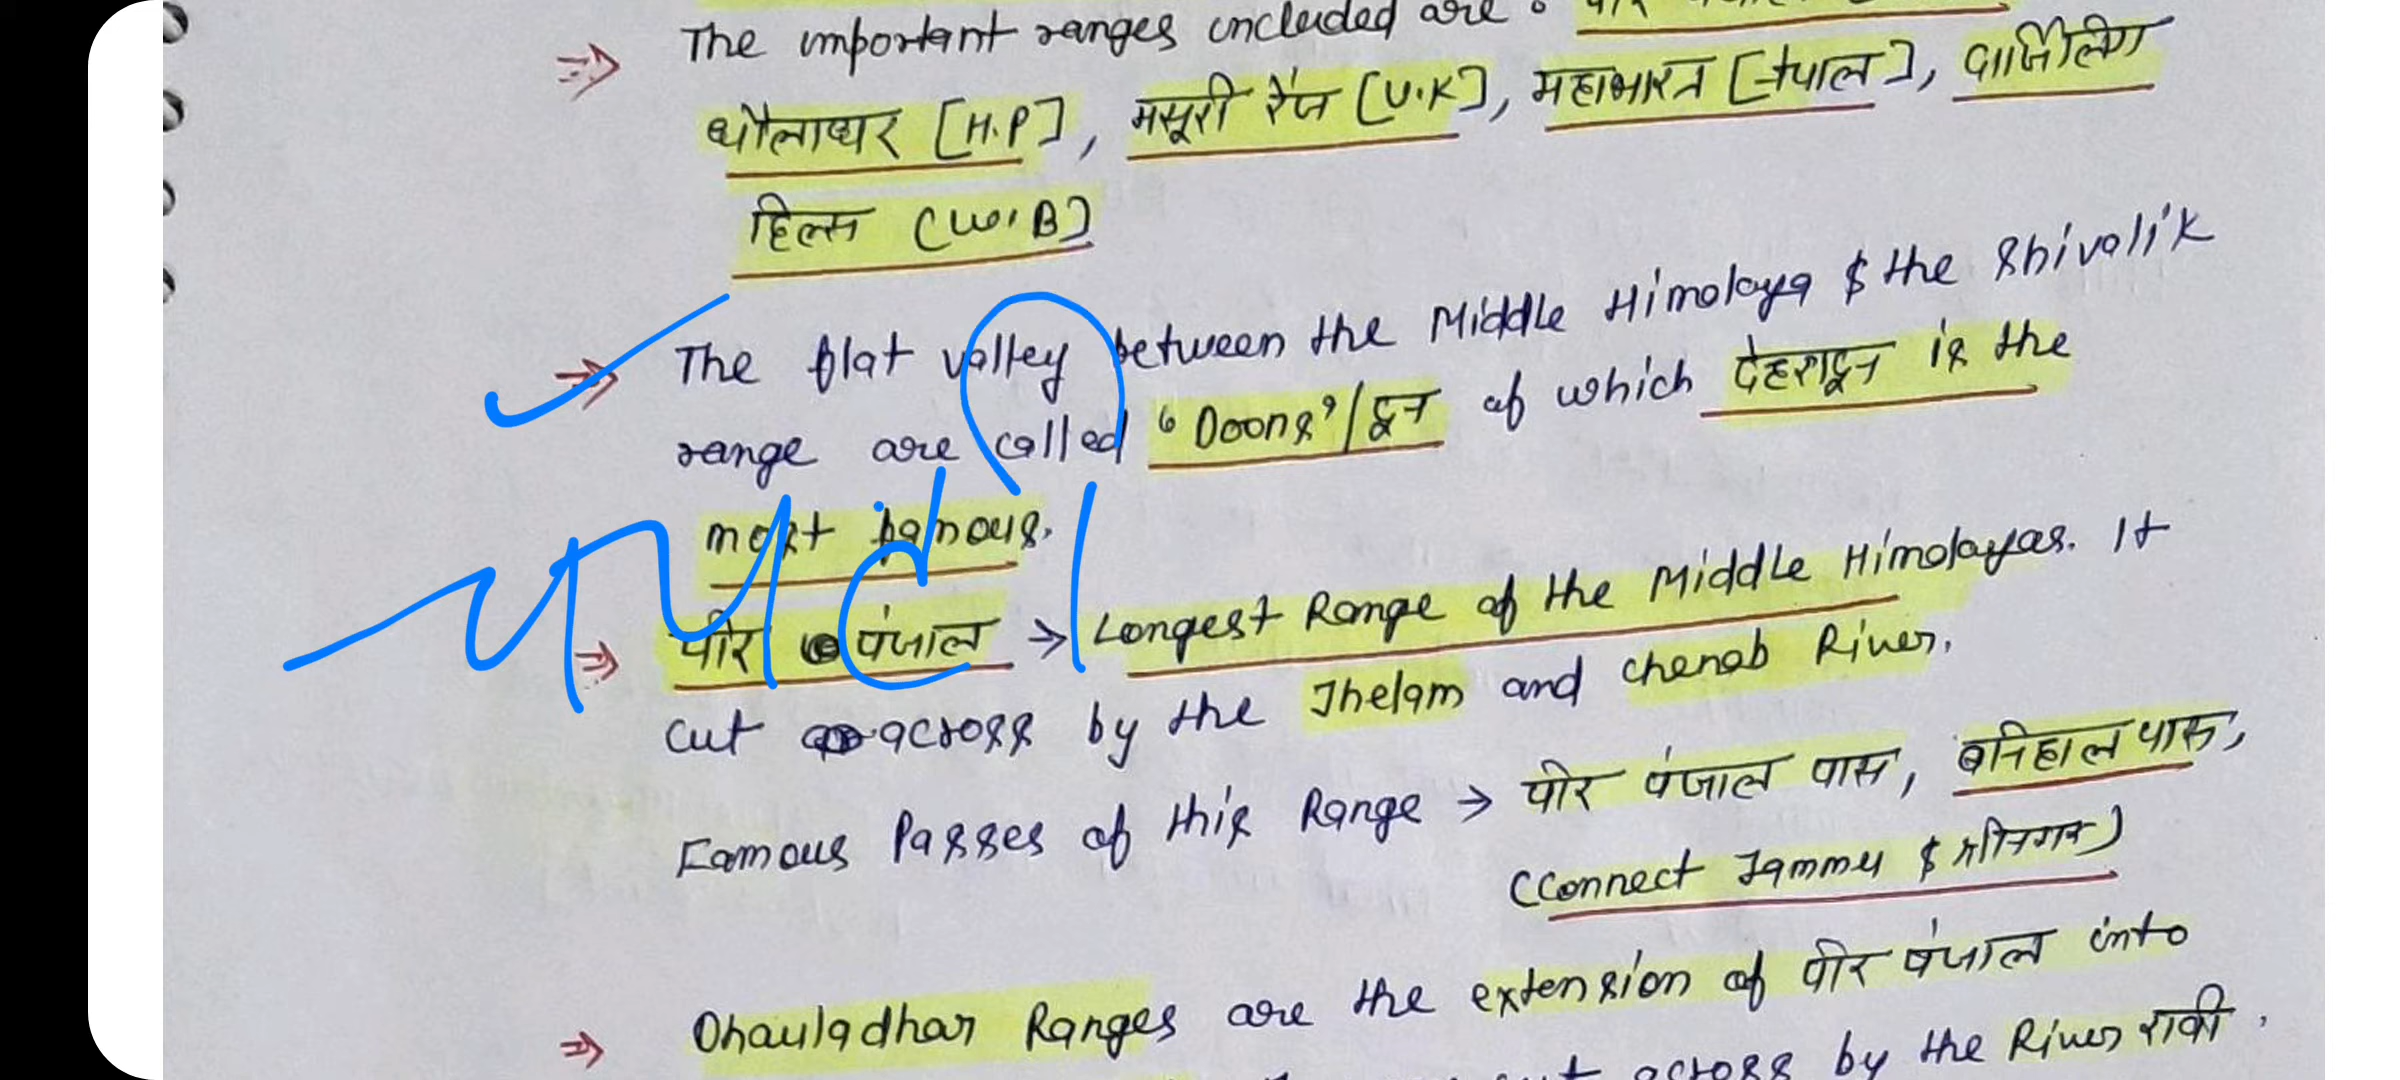 The important ranges included are : पीर
धौलाधर [H.P], मसूरी रेंज [U.K], महाभारत [नेपाल], दार्जिलिंग
हिल्स (W.B]
The flat valley between the Middle Himalaya $ the Shivalik
range are called 'Doons'/दून of which देहरादून is the
most famous.
पीर पंजाल → Longest Range of the Middle Himalayas. It
cut across by the Jhelam and chenab River.
Famous Passes of this Range → पीर पंजाल पास, बनिहाल पास,
(Connect Jammu $ श्रीनगर)
Dhauladhar Ranges are the extension of पीर पंजाल into
across by the River रावी.